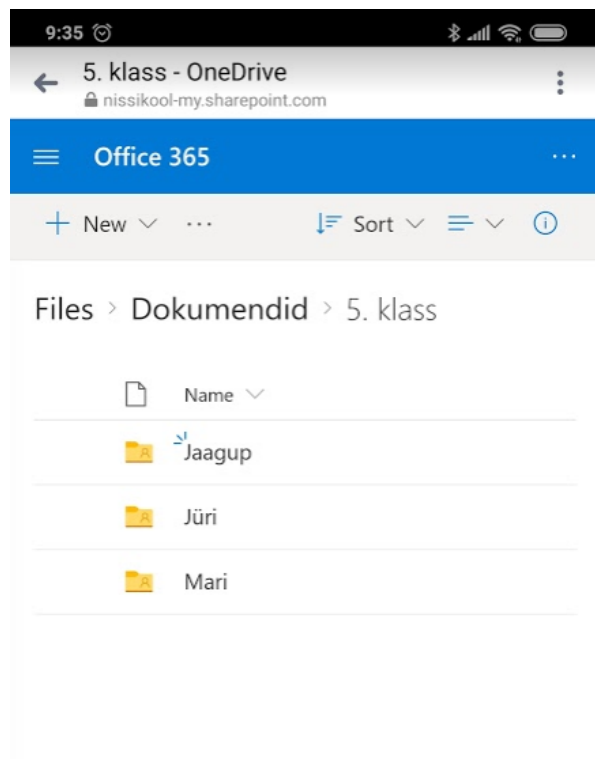 9:35
5. klass - OneDrive
nissikool-my.sharepoint.com
Office 365
New
Sort
Files > Dokumendid > 5. klass
Name
Jaagup
Jüri
Mari